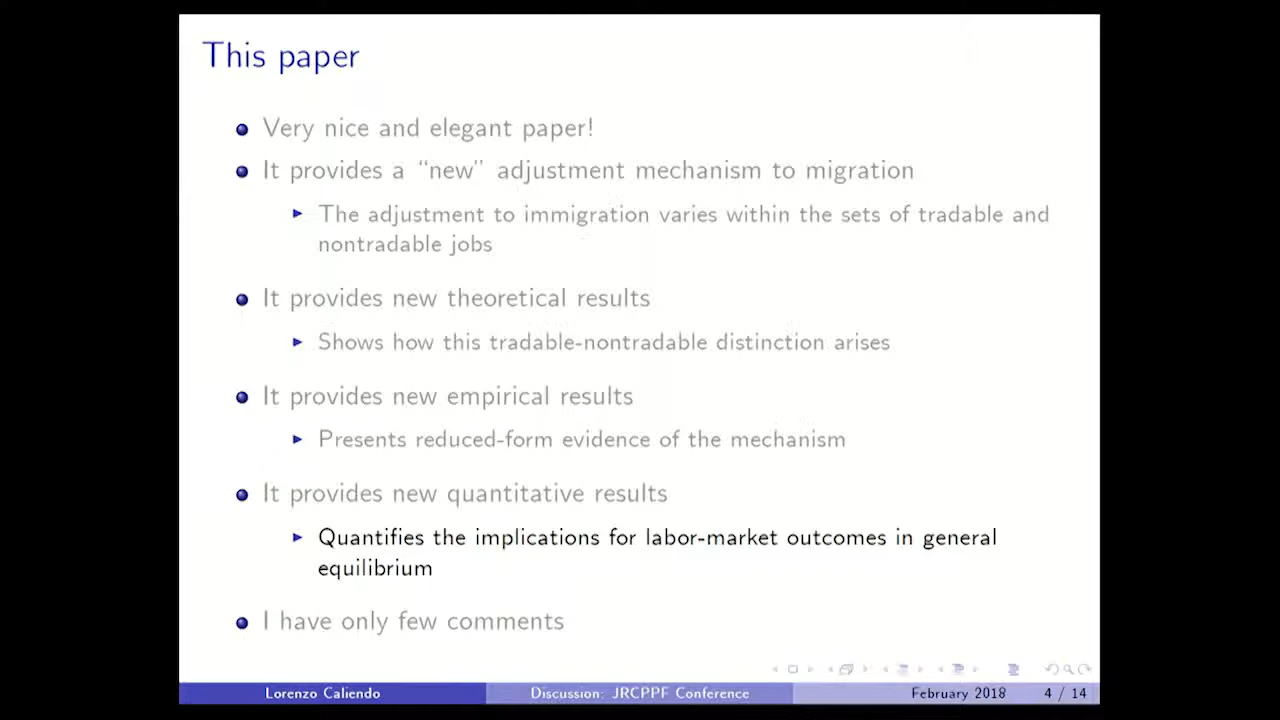 This paper
Very nice and elegant paper!
It provides a “new” adjustment mechanism to migration
The adjustment to immigration varies within the sets of tradable and
nontradable jobs
It provides new theoretical results
Shows how this tradable-nontradable distinction arises
It provides new empirical results
Presents reduced-form evidence of the mechanism
It provides new quantitative results
Quantifies the implications for labor-market outcomes in general
equilibrium
I have only few comments
Lorenzo Caliendo Discussion: JRCPPF Conference February 2018 4 / 14